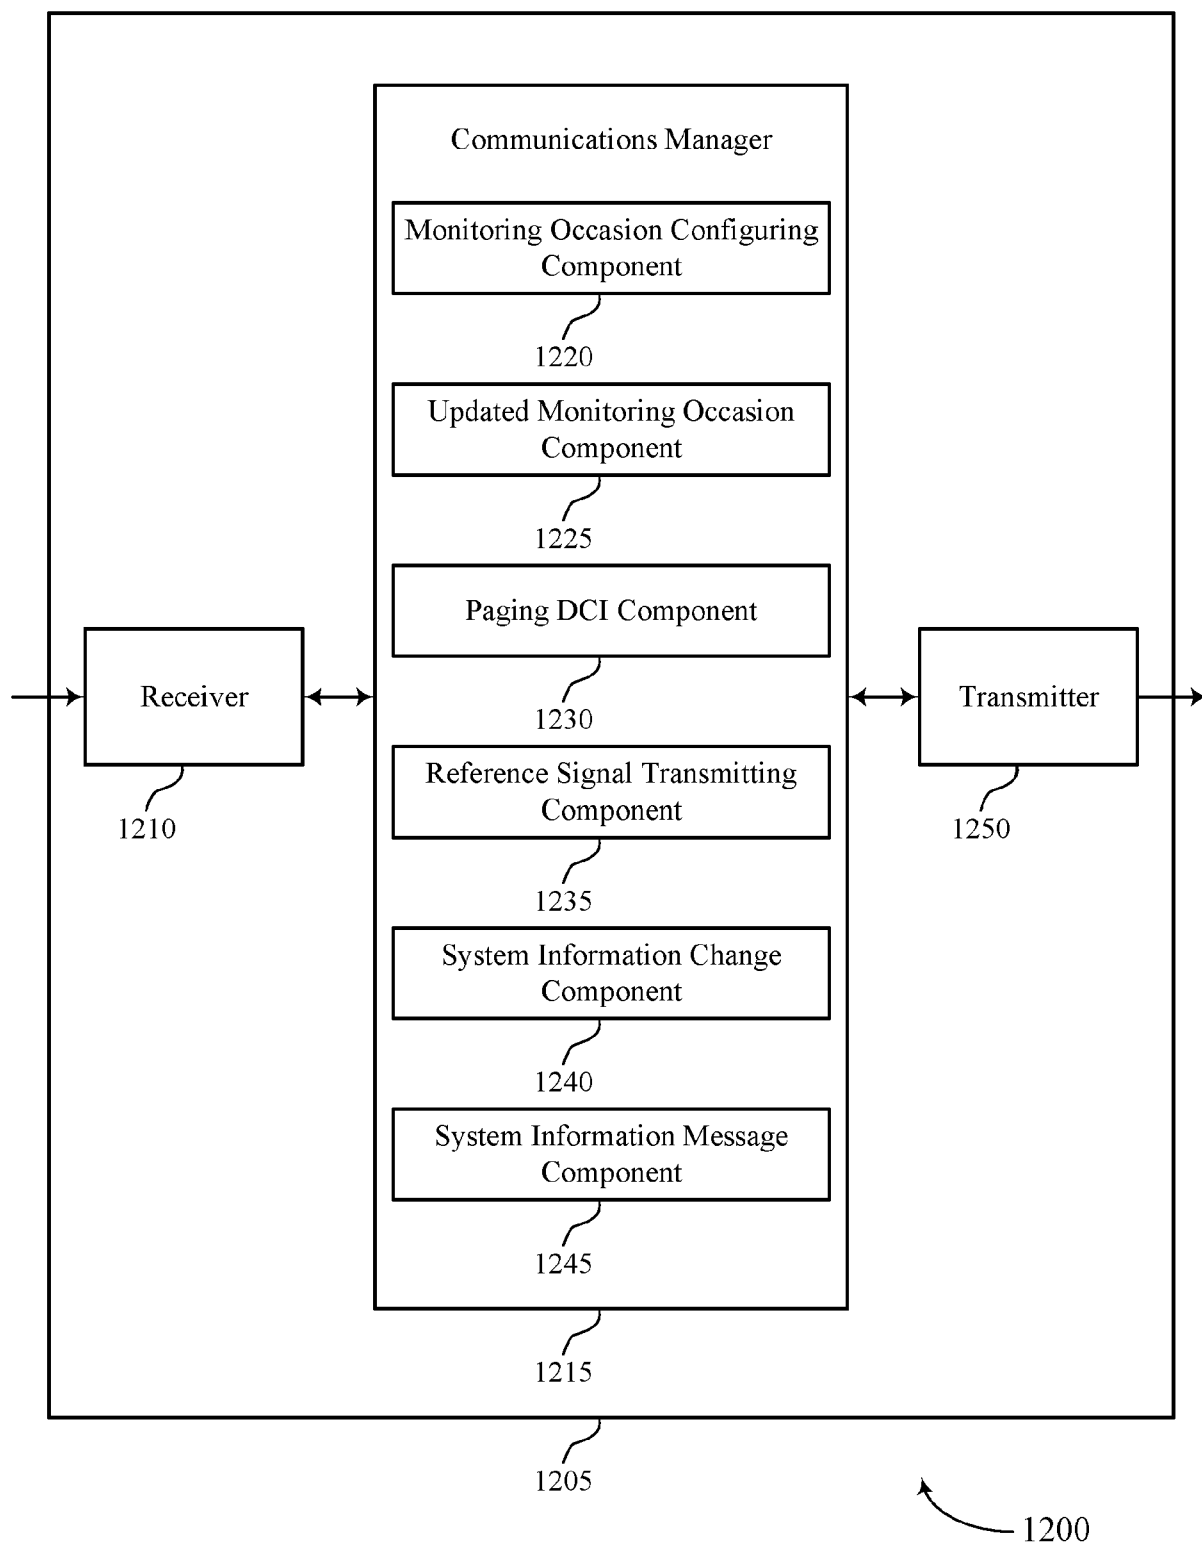 Communications Manager
Monitoring Occasion Configuring
Component
1220
Updated Monitoring Occasion
Component
1225
Paging DCI Component
1230
Receiver
1210
Transmitter
1250
Reference Signal Transmitting
Component
1235
System Information Change
Component
1240
System Information Message
Component
1245
1215
1205
1200